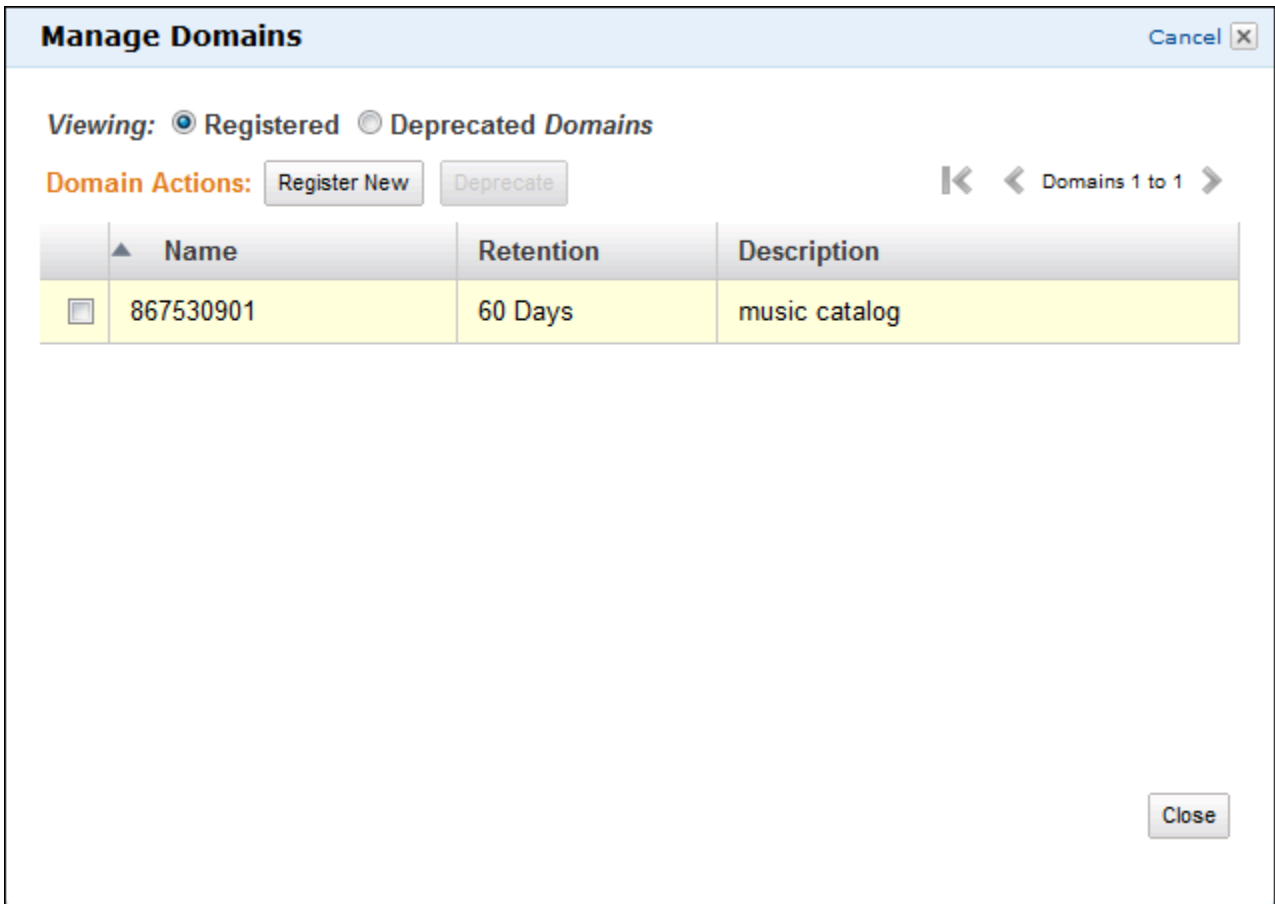 Manage Domains Cancel
Viewing: Registered Deprecated Domains
Domain Actions: Register New Deprecate Domains 1 to 1
Name Retention Description
867530901 60 Days music catalog
Close